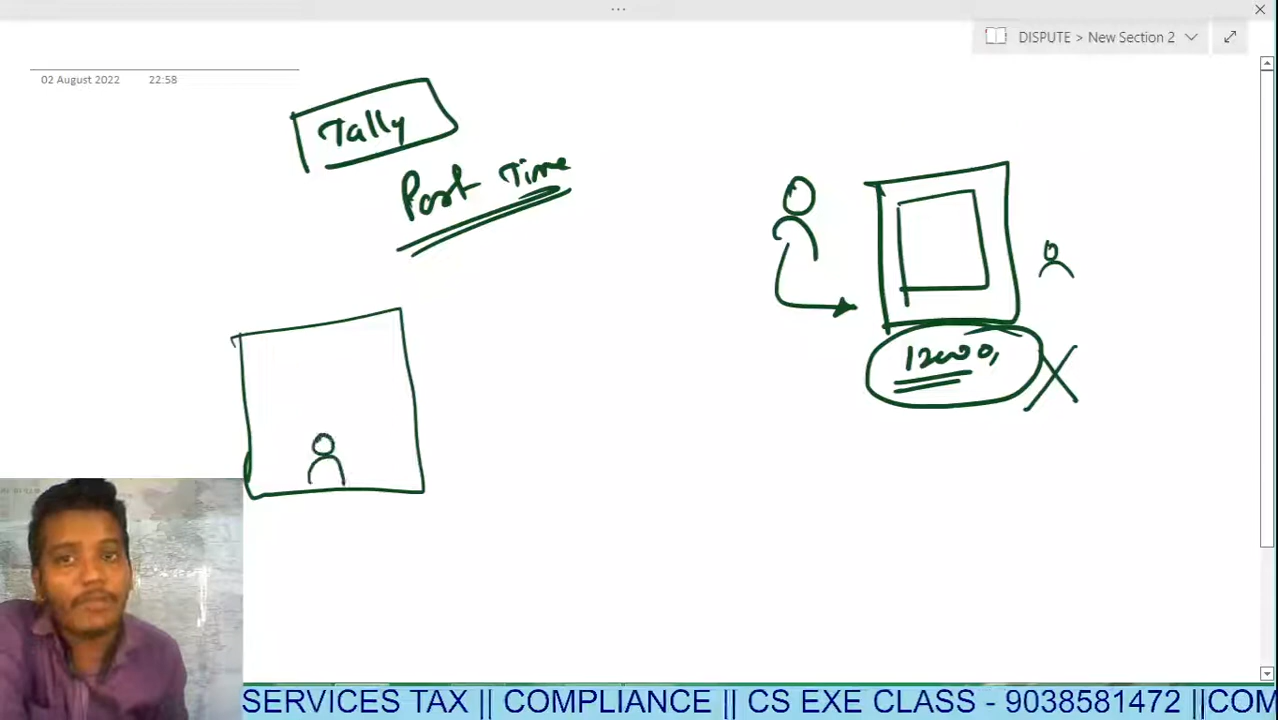 DISPUTE > New Section 2
02 August 2022 22:58
Tally
Part Time
SERVICES TAX || COMPLIANCE || CS EXE CLASS - 9038581472 ||COM